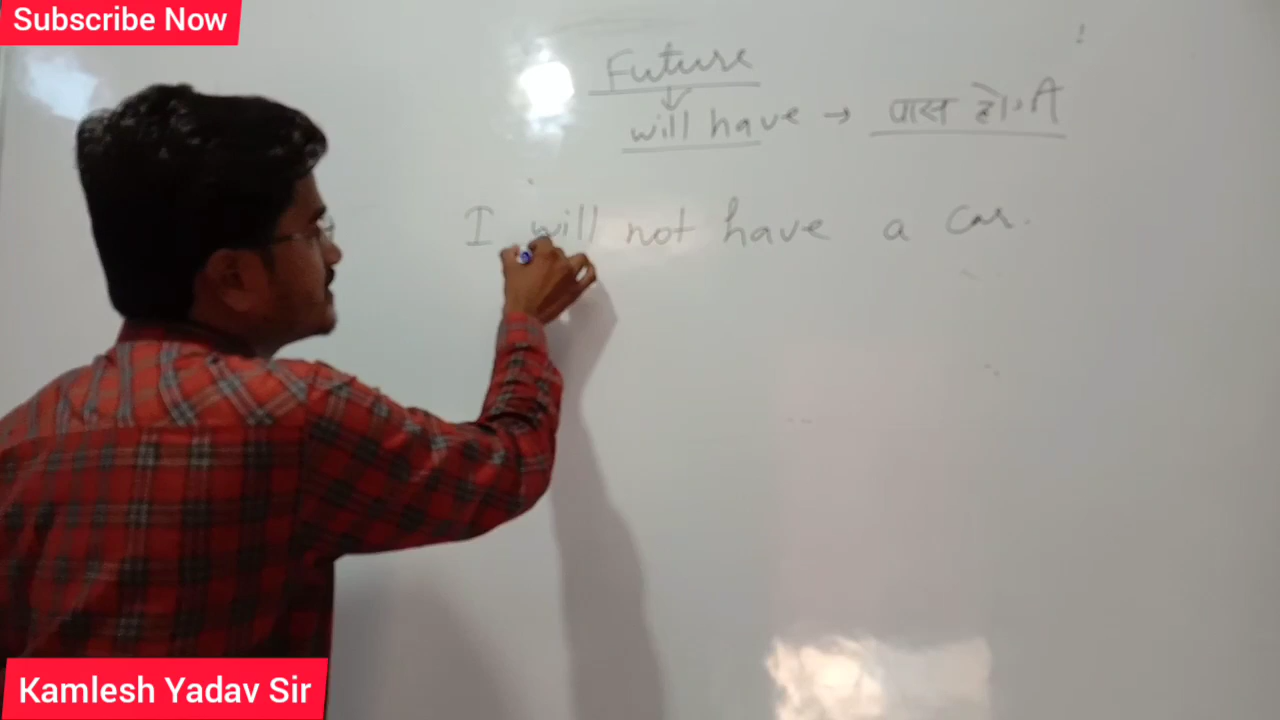 Subscribe Now
Future
will have → पास होगा
I will not have a car.
Kamlesh Yadav Sir